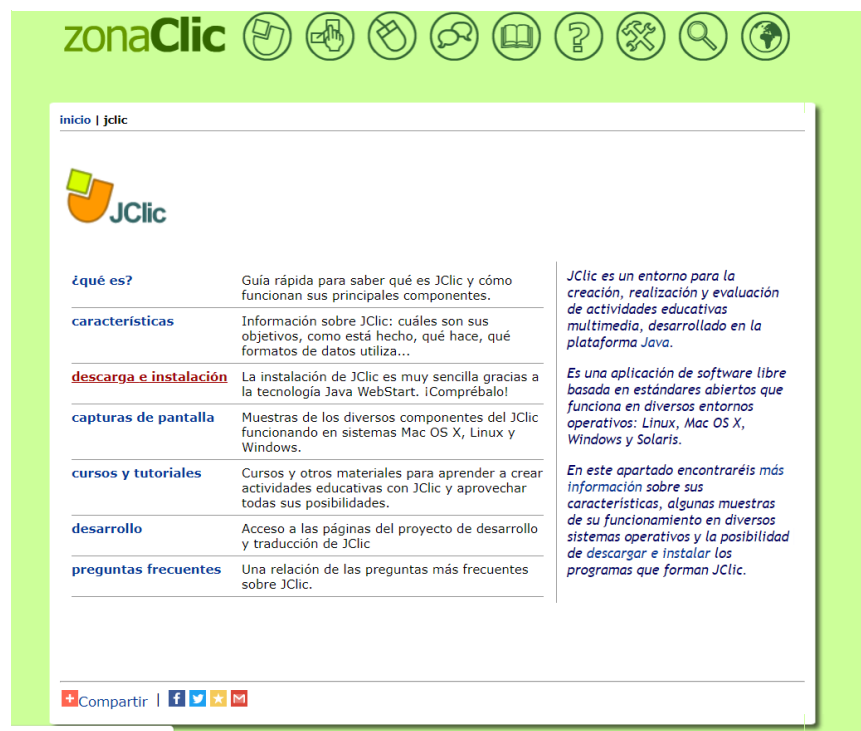 zonaClic
inicio | jclic
JClic
¿qué es?
Guía rápida para saber qué es JClic y cómo
funcionan sus principales componentes.
características
Información sobre JClic: cuáles son sus
objetivos, como está hecho, qué hace, qué
formatos de datos utiliza...
descarga e instalación
La instalación de JClic es muy sencilla gracias a
la tecnología Java WebStart. ¡Comprébalo!
capturas de pantalla
Muestras de los diversos componentes del JClic
funcionando en sistemas Mac OS X, Linux y
Windows.
cursos y tutoriales
Cursos y otros materiales para aprender a crear
actividades educativas con JClic y aprovechar
todas sus posibilidades.
desarrollo
Acceso a las páginas del proyecto de desarrollo
y traducción de JClic
preguntas frecuentes
Una relación de las preguntas más frecuentes
sobre JClic.
JClic es un entorno para la
creación, realización y evaluación
de actividades educativas
multimedia, desarrollado en la
plataforma Java.
Es una aplicación de software libre
basada en estándares abiertos que
funciona en diversos entornos
operativos: Linux, Mac OS X,
Windows y Solaris.
En este apartado encontraréis más
información sobre sus
características, algunas muestras
de su funcionamiento en diversos
sistemas operativos y la posibilidad
de descargar e instalar los
programas que forman JClic.
Compartir |